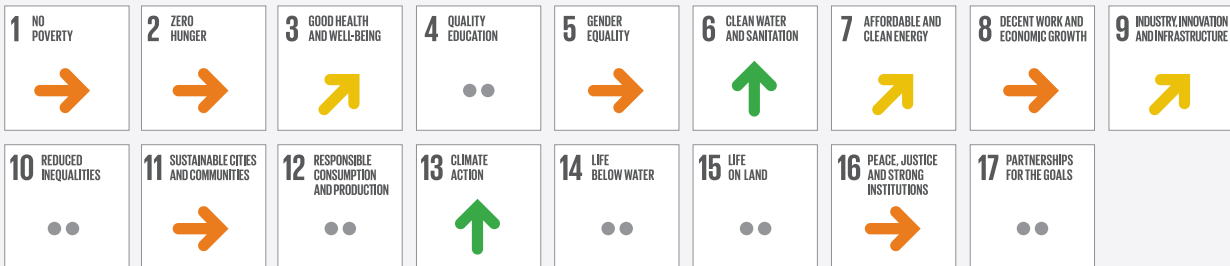 1 NO
POVERTY
2 ZERO
HUNGER
3 GOOD HEALTH
AND WELL-BEING
4 QUALITY
EDUCATION
5 GENDER
EQUALITY
6 CLEAN WATER
AND SANITATION
7 AFFORDABLE AND
CLEAN ENERGY
8 DECENT WORK AND
ECONOMIC GROWTH
9 INDUSTRY, INNOVATION
AND INFRASTRUCTURE
10 REDUCED
INEQUALITIES
11 SUSTAINABLE CITIES
AND COMMUNITIES
12 RESPONSIBLE
CONSUMPTION
AND PRODUCTION
13 CLIMATE
ACTION
14 LIFE
BELOW WATER
15 LIFE
ON LAND
16 PEACE, JUSTICE
AND STRONG
INSTITUTIONS
17 PARTNERSHIPS
FOR THE GOALS